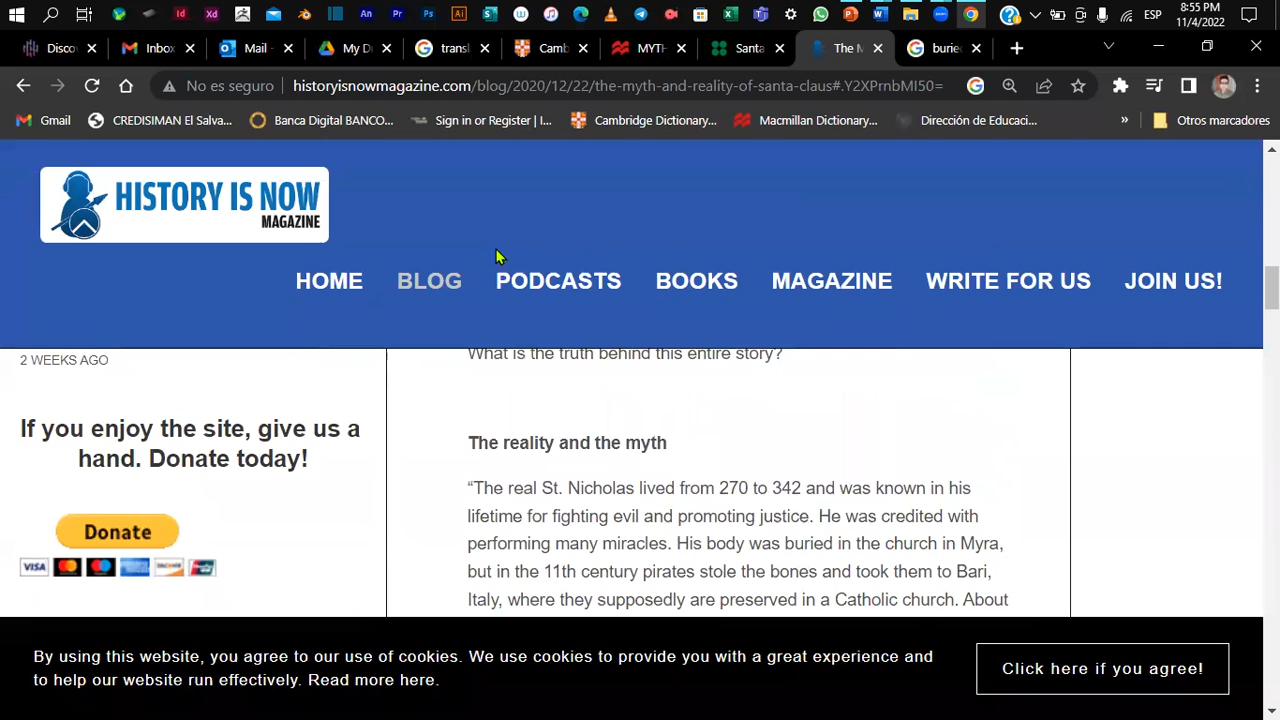 8:55 PM
ESP
11/4/2022
Disco
Inbox
Mail -
My D
transl
Camb
MYTH
Santa
The M
burie
No es seguro
historyisnowmagazine.com/blog/2020/12/22/the-myth-and-reality-of-santa-claus#.Y2XPrnbMI50=
Gmail
CREDISIMAN El Salva...
Banca Digital BANCO...
Sign in or Register | I...
Cambridge Dictionary...
Macmillan Dictionary...
Dirección de Educaci...
»
Otros marcadores
HISTORY IS NOW
MAGAZINE
HOME
BLOG
PODCASTS
BOOKS
MAGAZINE
WRITE FOR US
JOIN US!
2 WEEKS AGO
What is the truth behind this entire story?
If you enjoy the site, give us a
hand. Donate today!
Donate
VISA
The reality and the myth
“The real St. Nicholas lived from 270 to 342 and was known in his
lifetime for fighting evil and promoting justice. He was credited with
performing many miracles. His body was buried in the church in Myra,
but in the 11th century pirates stole the bones and took them to Bari,
Italy, where they supposedly are preserved in a Catholic church. About
By using this website, you agree to our use of cookies. We use cookies to provide you with a great experience and
to help our website run effectively. Read more here.
Click here if you agree!